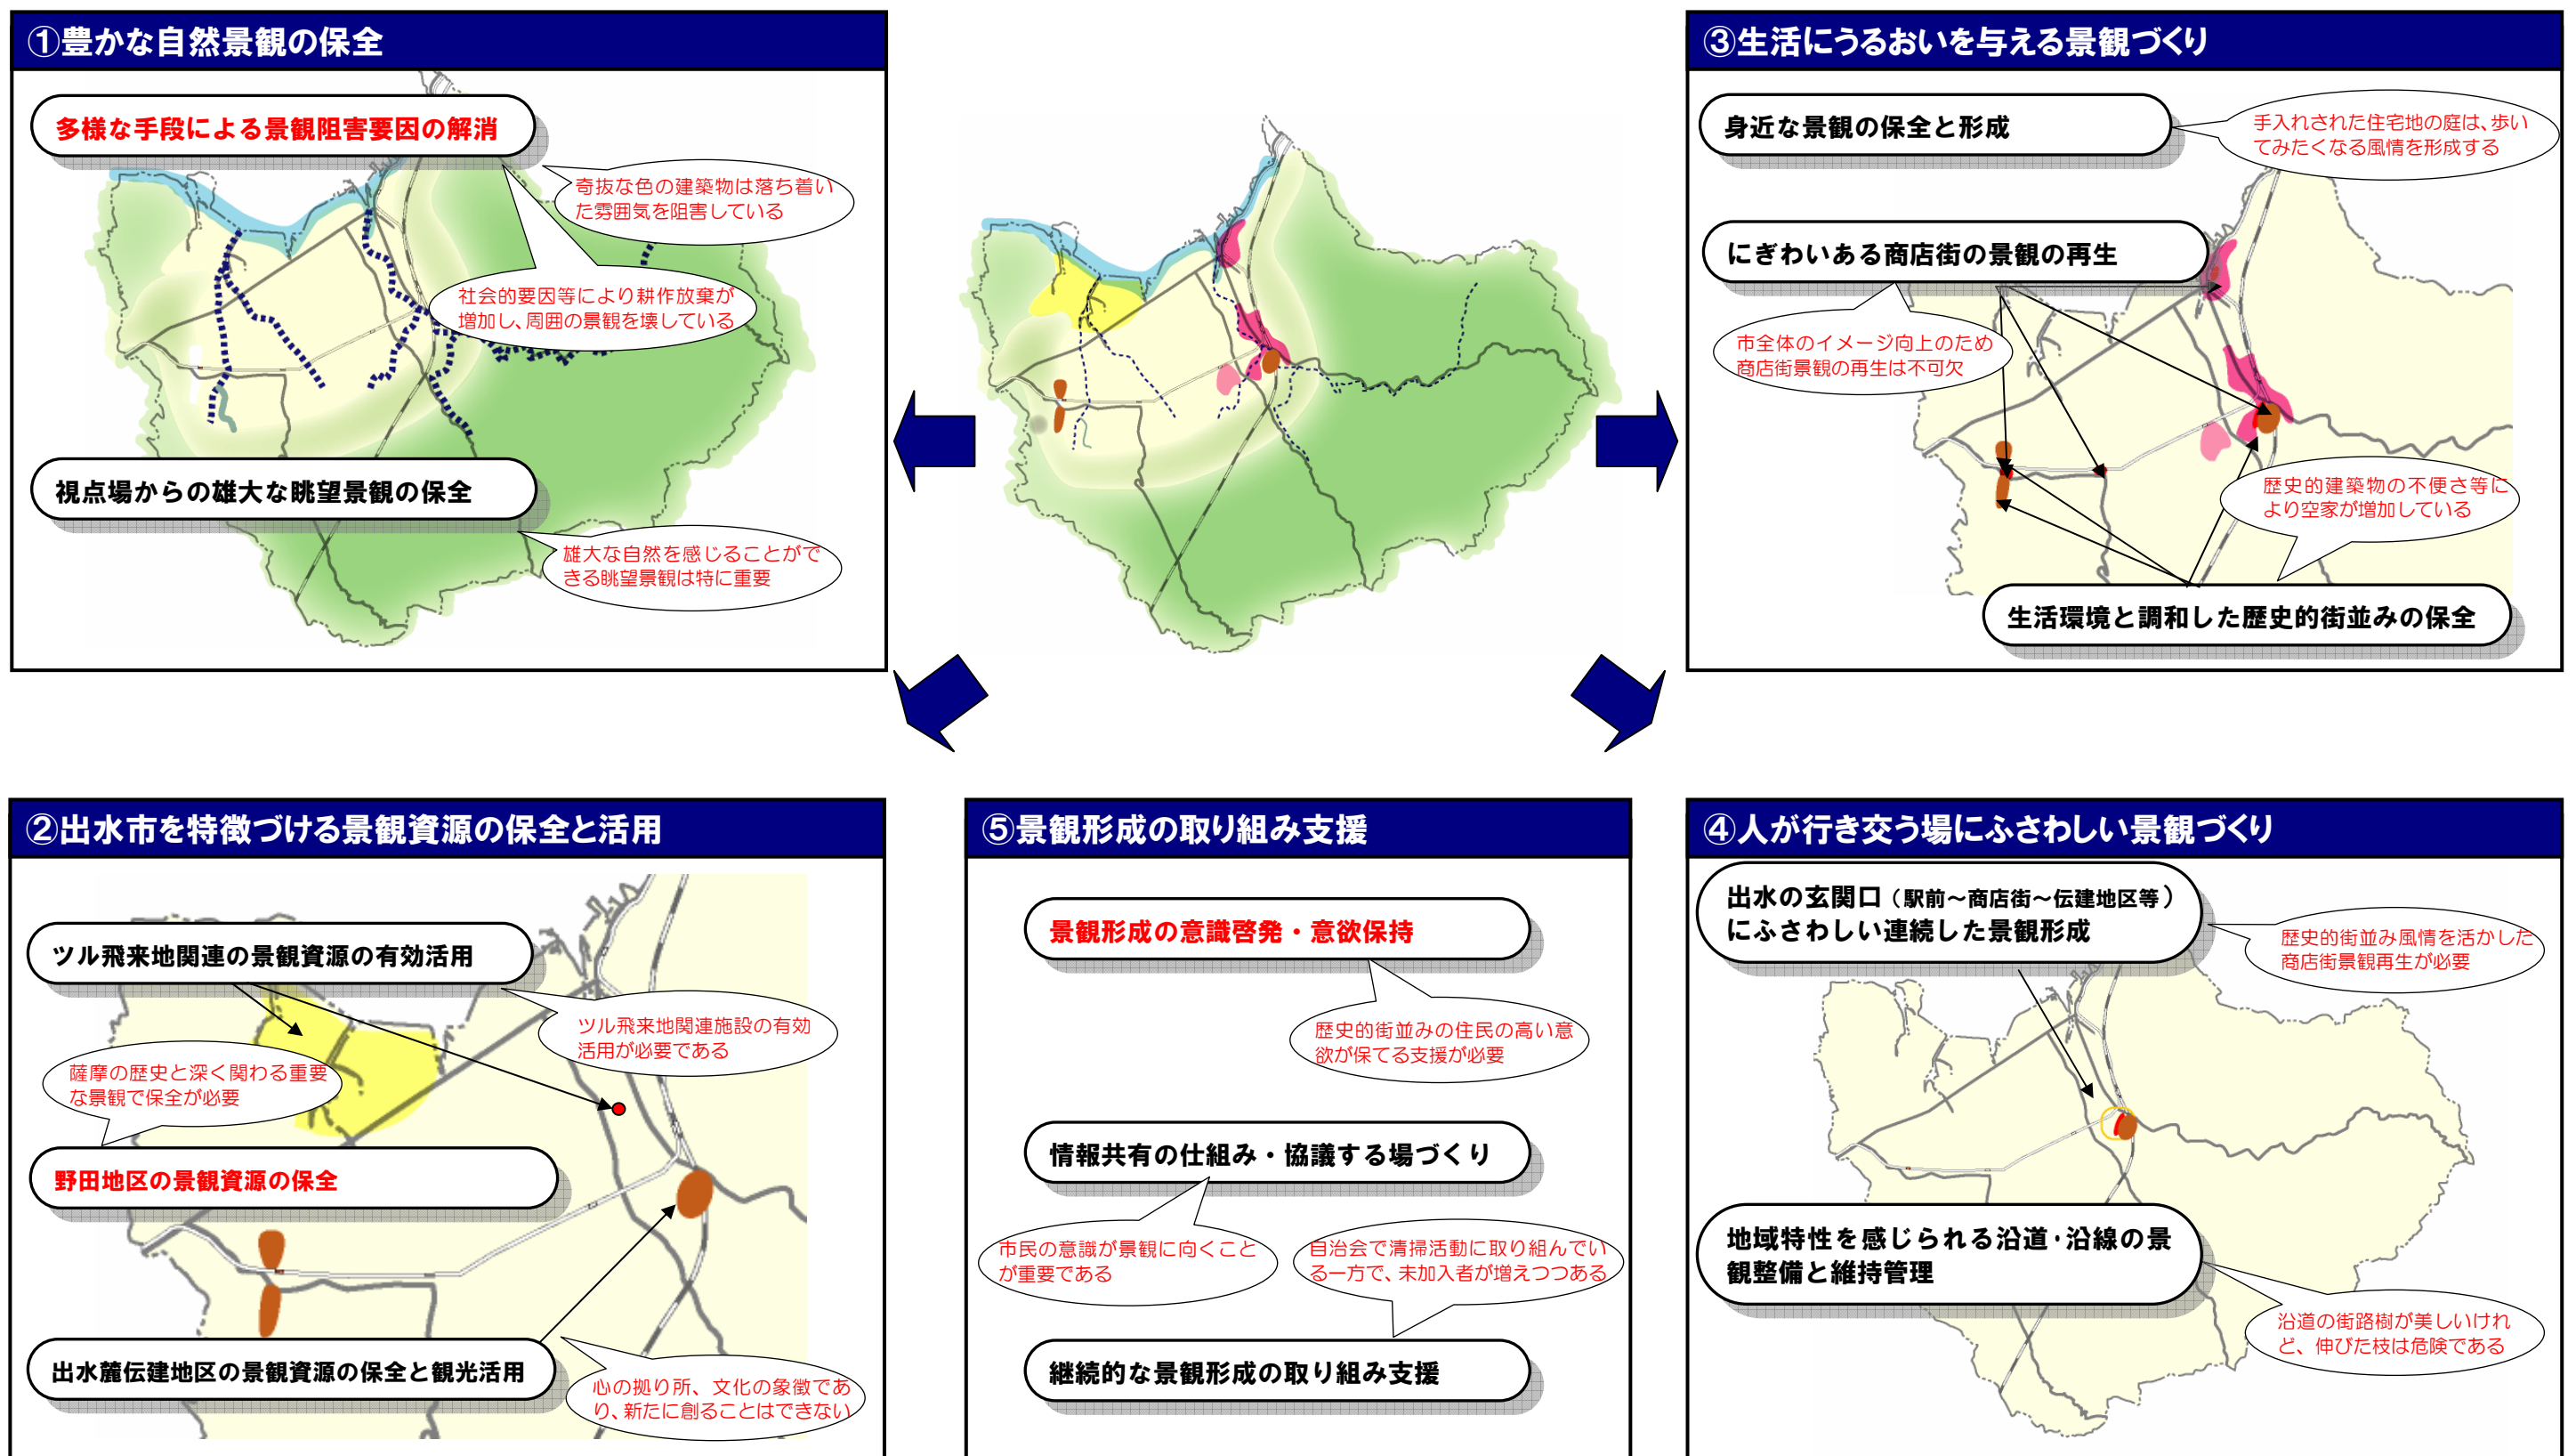 ①豊かな自然景観の保全
多様な手段による景観阻害要因の解消
奇抜な色の建築物は落ち着い
た雰囲気を阻害している
社会的要因等により耕作放棄が
増加し、周囲の景観を壊している
視点場からの雄大な眺望景観の保全
雄大な自然を感じることがで
きる眺望景観は特に重要
③生活にうるおいを与える景観づくり
身近な景観の保全と形成
手入れされた住宅地の庭は、歩い
てみたくなる風情を形成する
にぎわいある商店街の景観の再生
市全体のイメージ向上のため
商店街景観の再生は不可欠
歴史的建築物の不便さ等に
より空家が増加している
生活環境と調和した歴史的街並みの保全
②出水市を特徴づける景観資源の保全と活用
ツル飛来地関連の景観資源の有効活用
ツル飛来地関連施設の有効
活用が必要である
薩摩の歴史と深く関わる重要
な景観で保全が必要
野田地区の景観資源の保全
出水麓伝建地区の景観資源の保全と観光活用
心の拠り所、文化の象徴であ
り、新たに創ることはできない
⑤景観形成の取り組み支援
景観形成の意識啓発・意欲保持
歴史的街並みの住民の高い意
欲が保てる支援が必要
情報共有の仕組み・協議する場づくり
市民の意識が景観に向くこと
が重要である
自治会で清掃活動に取り組んでい
る一方で、未加入者が増えつつある
継続的な景観形成の取り組み支援
④人が行き交う場にふさわしい景観づくり
出水の玄関口（駅前～商店街～伝建地区等）
にふさわしい連続した景観形成
歴史的街並み風情を活かした
商店街景観再生が必要
地域特性を感じられる沿道・沿線の景
観整備と維持管理
沿道の街路樹が美しいけれ
ど、伸びた枝は危険である